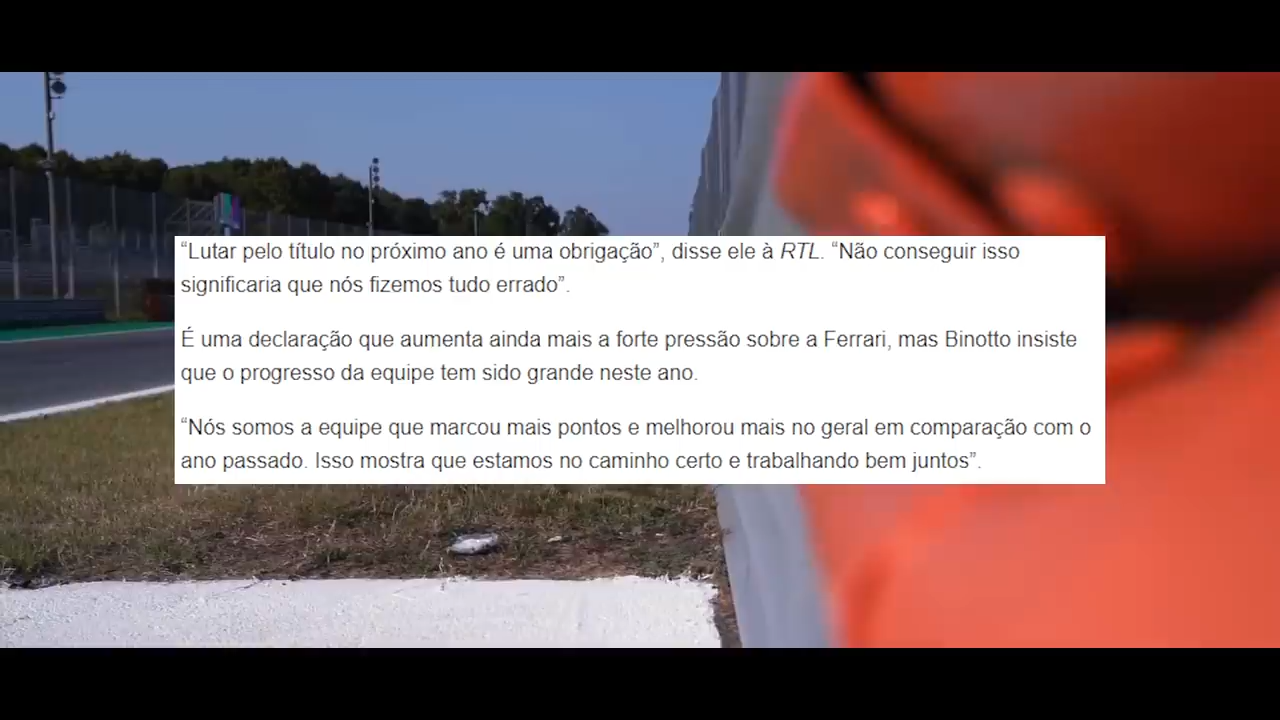 “Lutar pelo título no próximo ano é uma obrigação”, disse ele à RTL. “Não conseguir isso
significaria que nós fizemos tudo errado”.
É uma declaração que aumenta ainda mais a forte pressão sobre a Ferrari, mas Binotto insiste
que o progresso da equipe tem sido grande neste ano.
“Nós somos a equipe que marcou mais pontos e melhorou mais no geral em comparação com o
ano passado. Isso mostra que estamos no caminho certo e trabalhando bem juntos”.